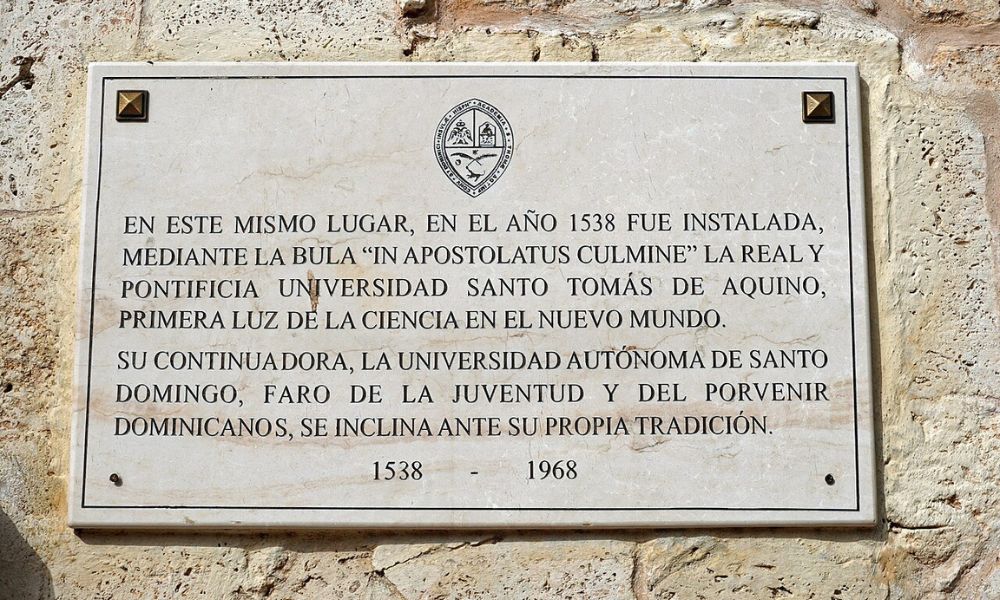 EN ESTE MISMO LUGAR, EN EL AÑO 1538 FUE INSTALADA,
MEDIANTE LA BULA “IN APOSTOLATUS CULMINE” LA REAL Y
PONTIFICIA UNIVERSIDAD SANTO TOMÁS DE AQUINO,
PRIMERA LUZ DE LA CIENCIA EN EL NUEVO MUNDO.
SU CONTINUADORA, LA UNIVERSIDAD AUTÓNOMA DE SANTO
DOMINGO, FARO DE LA JUVENTUD Y DEL PORVENIR
DOMINICANOS, SE INCLINA ANTE SU PROPIA TRADICIÓN.
1538 - 1968